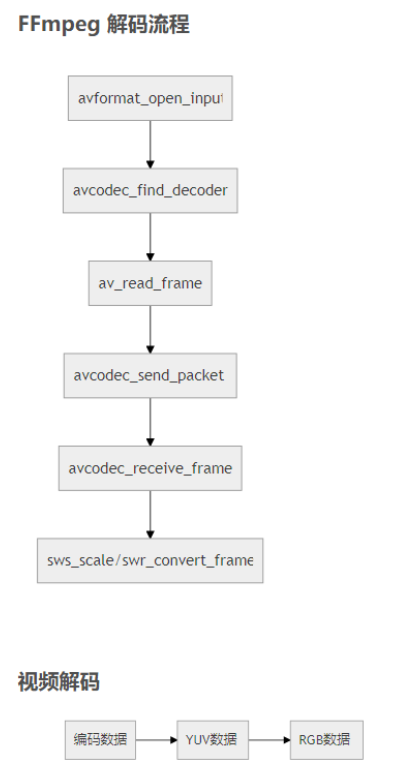 FFmpeg 解码流程
avformat_open_input
avcodec_find_decoder
av_read_frame
avcodec_send_packet
avcodec_receive_frame
sws_scale/swr_convert_frame
视频解码
编码数据
YUV数据
RGB数据